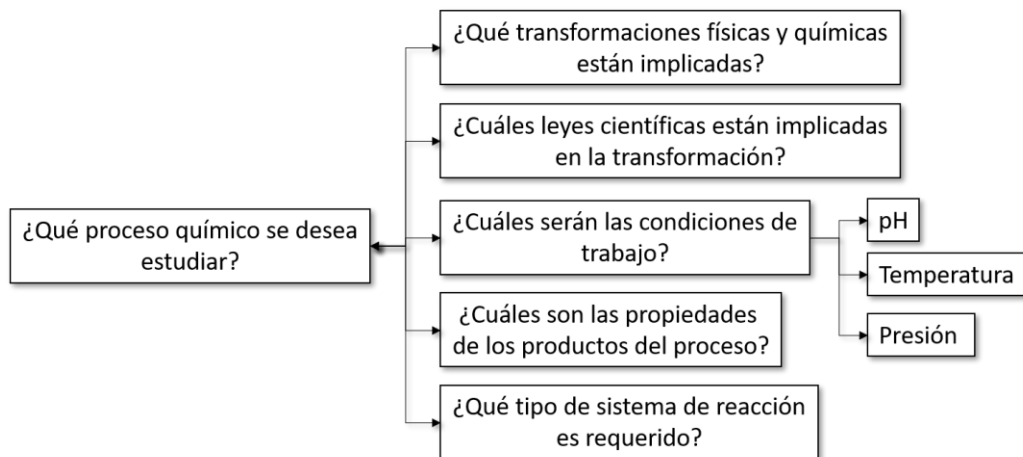 ¿Qué proceso químico se desea
estudiar?
¿Qué transformaciones físicas y químicas
están implicadas?
¿Cuáles leyes científicas están implicadas
en la transformación?
¿Cuáles serán las condiciones de
trabajo?
pH
Temperatura
Presión
¿Cuáles son las propiedades
de los productos del proceso?
¿Qué tipo de sistema de reacción
es requerido?